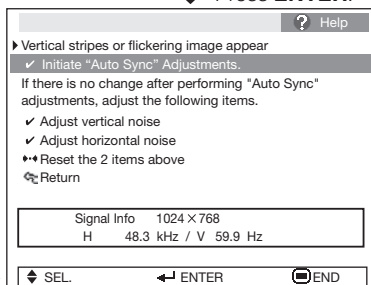 Press ENTER.
? Help
Vertical stripes or flickering image appear
✔ Initiate "Auto Sync" Adjustments.
If there is no change after performing "Auto Sync"
adjustments, adjust the following items.
✔ Adjust vertical noise
✔ Adjust horizontal noise
Reset the 2 items above
Return
Signal Info 1024×768
H 48.3 kHz / V 59.9 Hz
SEL. ENTER END